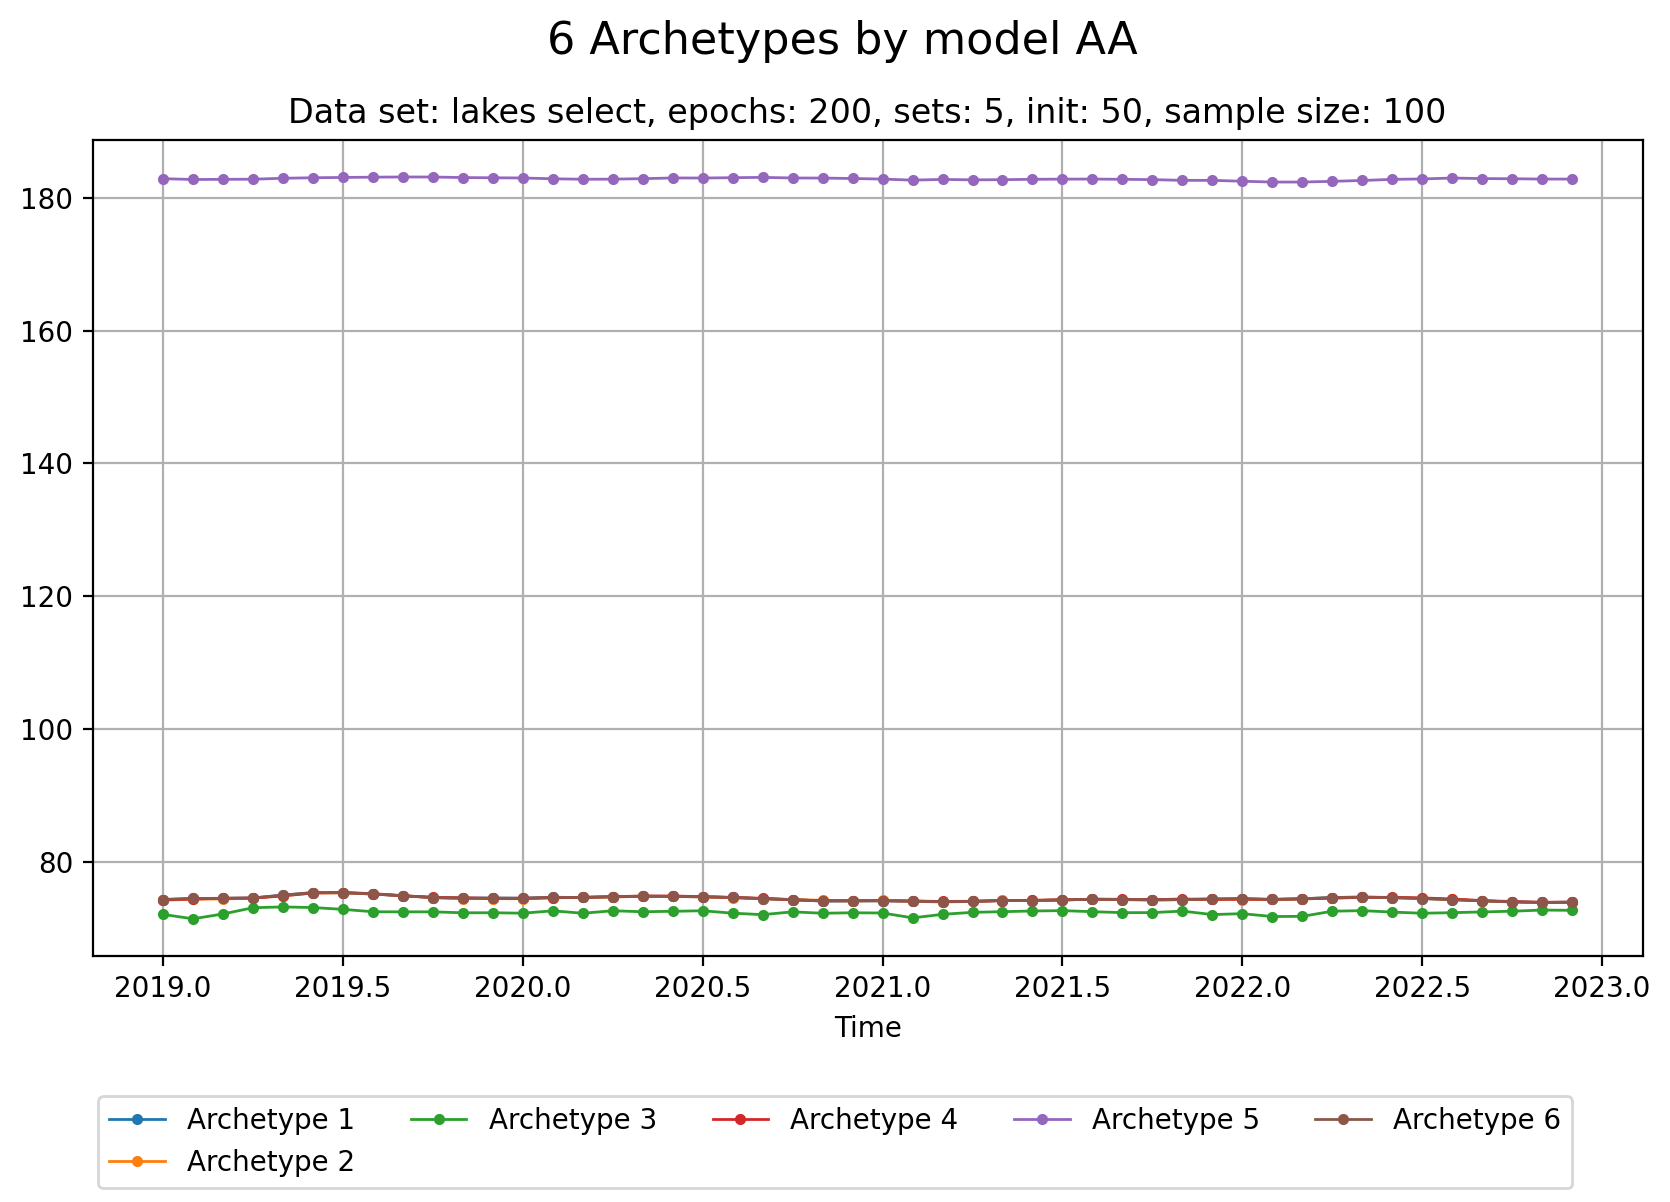 6 Archetypes by model AA
Data set: lakes select, epochs: 200, sets: 5, init: 50, sample size: 100
180
160
140
120
100
80
2019.0 2019.5 2020.0 2020.5 2021.0 2021.5 2022.0 2022.5 2023.0
Time
Archetype 1 Archetype 3 Archetype 4 Archetype 5 Archetype 6
Archetype 2